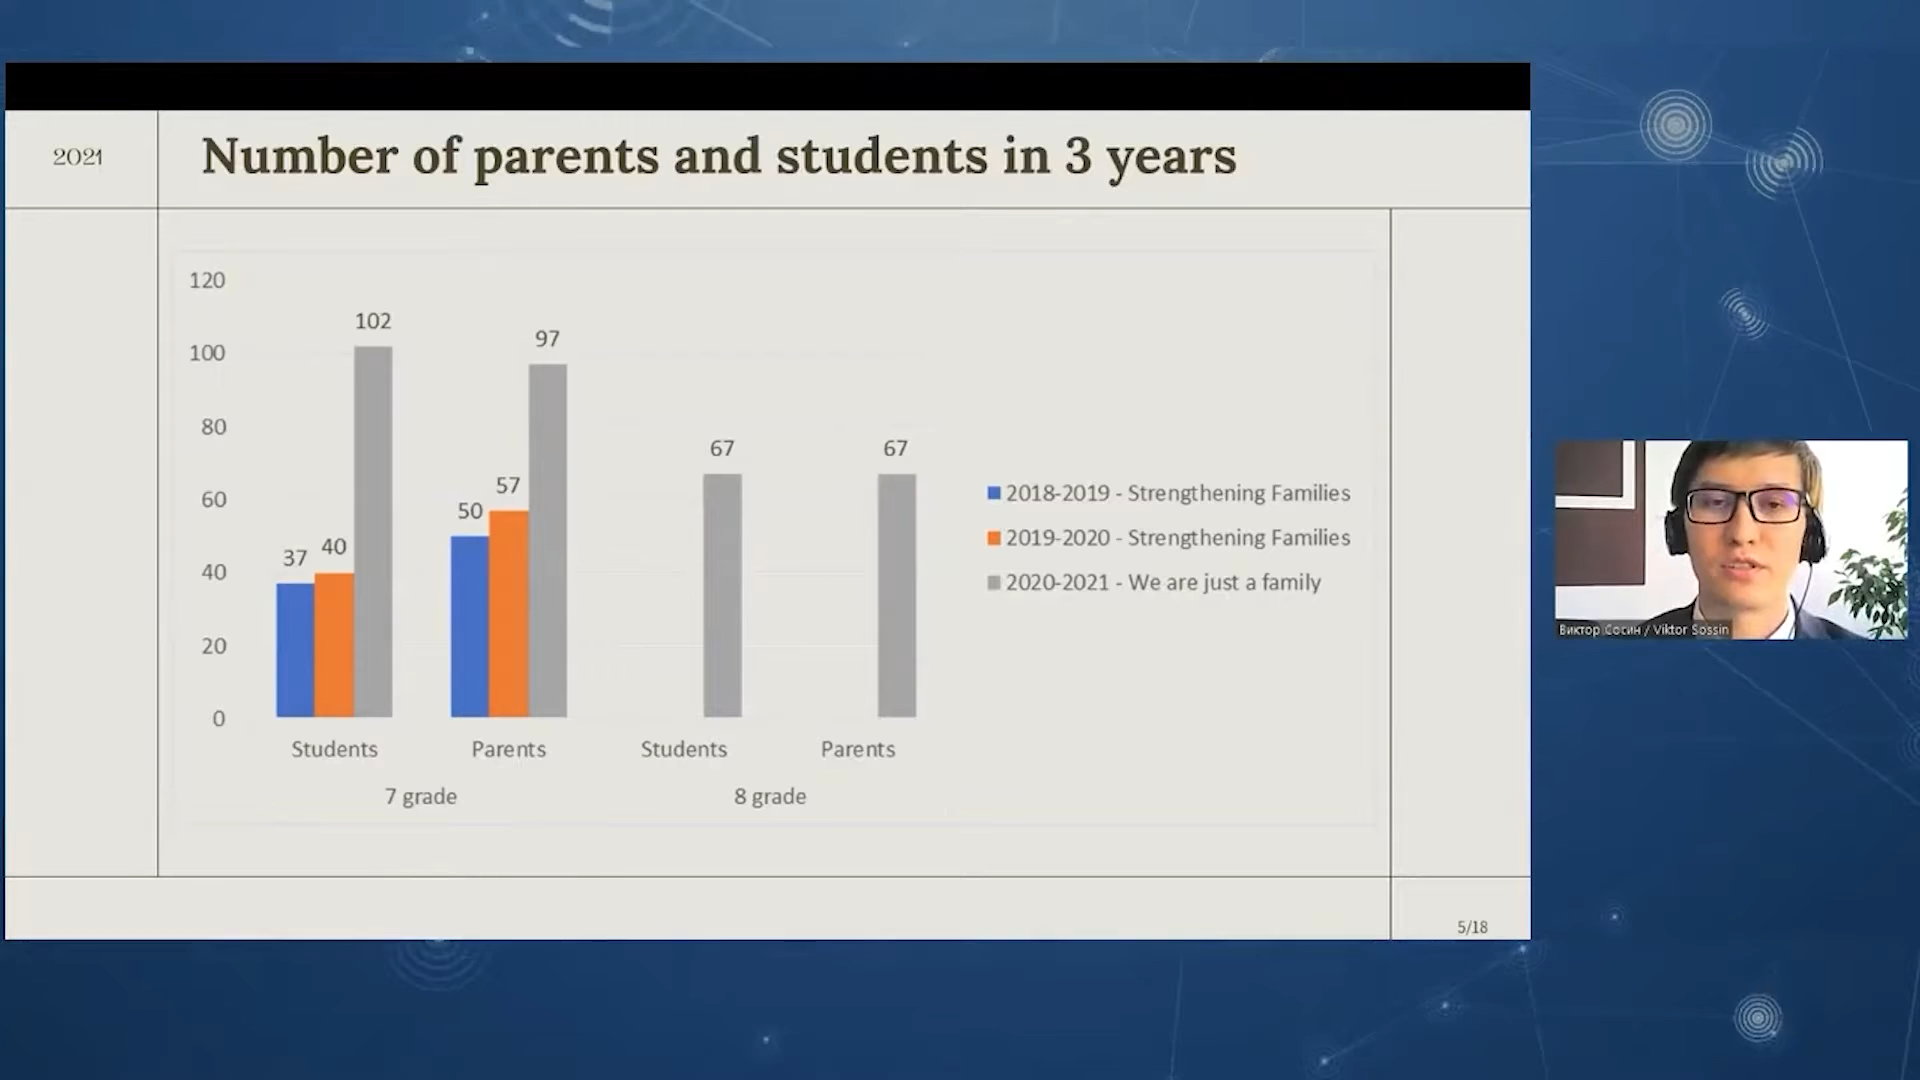 2021
Number of parents and students in 3 years
120
100
80
60
40
20
0
37
40
102
50
57
97
67
67
Students
Parents
Students
Parents
7 grade
8 grade
2018-2019 - Strengthening Families
2019-2020 - Strengthening Families
2020-2021 - We are just a family
Виктор Сосин / Viktor Sossin
5/18